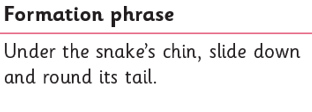 Formation phrase
Under the snake's chin, slide down
and round its tail.